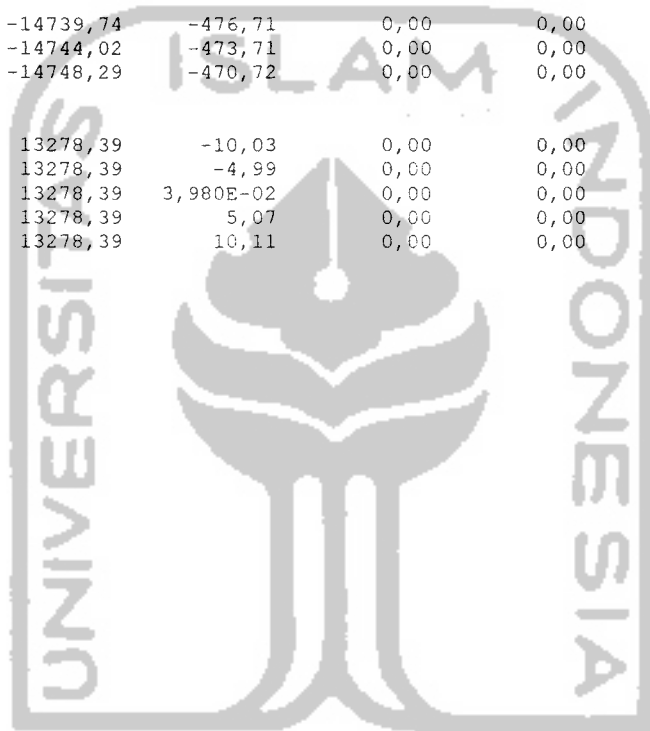 -14739,74 -476,71 0,00 0,00
-14744,02 -473,71 0,00 0,00
-14748,29 -470,72 0,00 0,00
13278,39 -10,03 0,00 0,00
13278,39 -4,99 0,00 0,00
13278,39 3,980E-02 0,00 0,00
13278,39 5,07 0,00 0,00
13278,39 10,11 0,00 0,00
UNIVERSITAS
ISLAM
INDONESIA